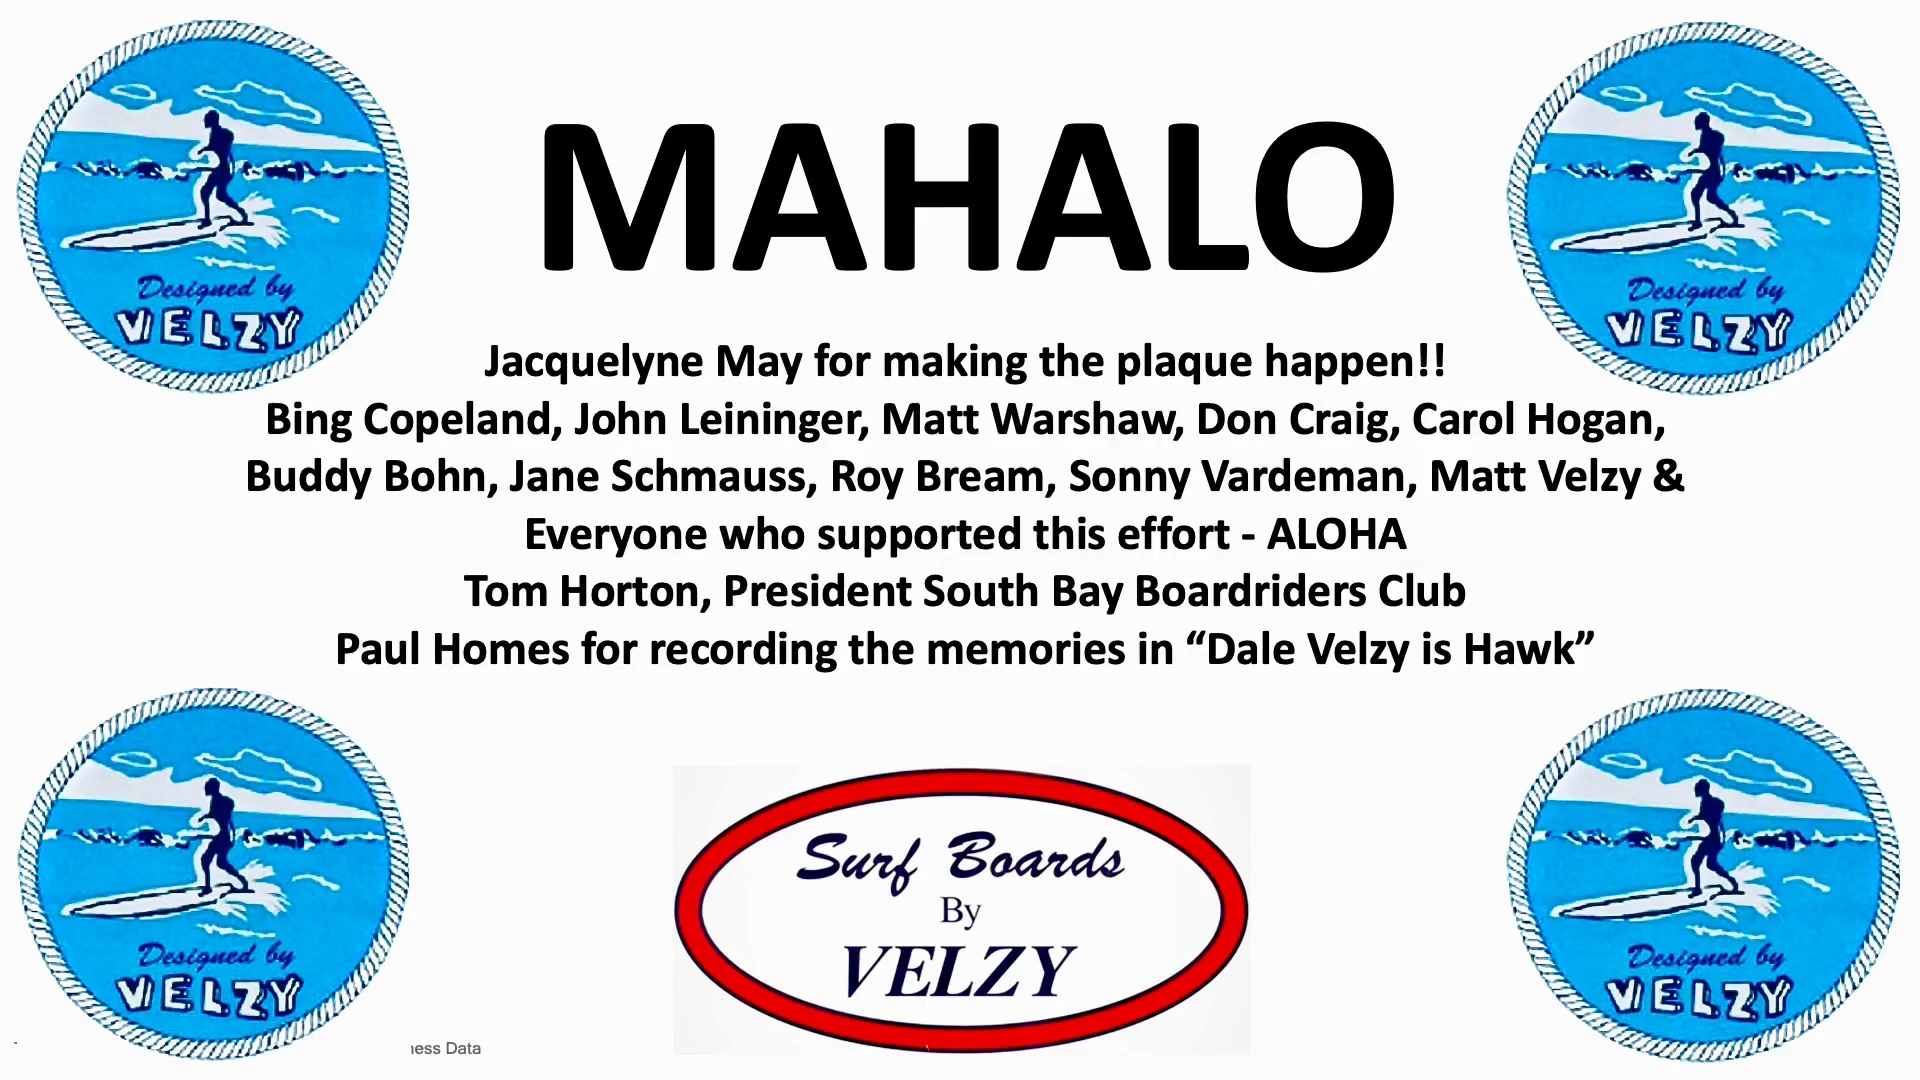 MAHALO
Jacquelyne May for making the plaque happen!!
Bing Copeland, John Leininger, Matt Warshaw, Don Craig, Carol Hogan,
Buddy Bohn, Jane Schmauss, Roy Bream, Sonny Vardeman, Matt Velzy &
Everyone who supported this effort - ALOHA
Tom Horton, President South Bay Boardriders Club
Paul Homes for recording the memories in “Dale Velzy is Hawk”
Designed by
VELZY
Designed by
VELZY
Designed by
VELZY
Surf Boards
By
VELZY
Designed by
VELZY
Data